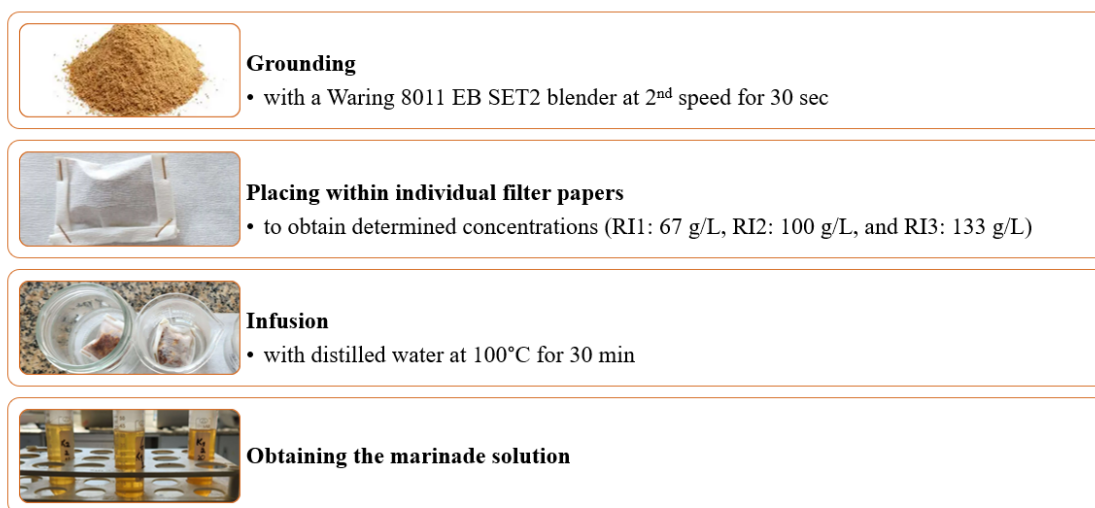 Grounding
• with a Waring 8011 EB SET2 blender at 2nd speed for 30 sec
Placing within individual filter papers
• to obtain determined concentrations (RI1: 67 g/L, RI2: 100 g/L, and RI3: 133 g/L)
Infusion
• with distilled water at 100°C for 30 min
Obtaining the marinade solution